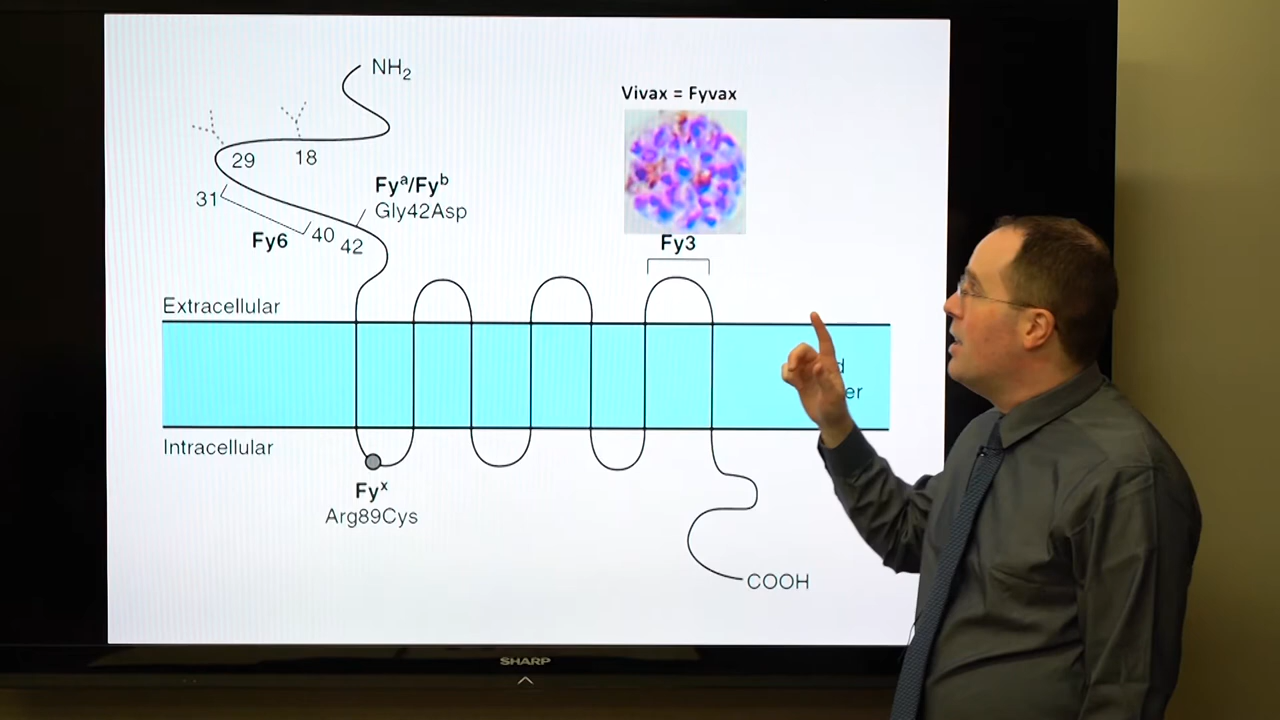 NH₂
Vivax = Fyvax
29
18
31
Fyᵃ/Fyᵇ
Gly42Asp
Fy6
40
42
Fy3
Extracellular
Intracellular
Fyˣ
Arg89Cys
COOH
SHARP